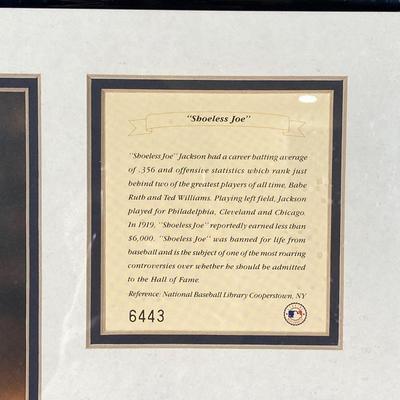 "Shoeless Joe"
"Shoeless Joe" Jackson had a career batting average
of .356 and offensive statistics which rank just
behind two of the greatest players of all time, Babe
Ruth and Ted Williams. Playing left field, Jackson
played for Philadelphia, Cleveland and Chicago.
In 1919, "Shoeless Joe" reportedly earned less than
$6,000. "Shoeless Joe" was banned for life from
baseball and is the subject of one of the most roaring
controversies over whether he should be admitted
to the Hall of Fame.
Reference: National Baseball Library Cooperstown, NY
6443